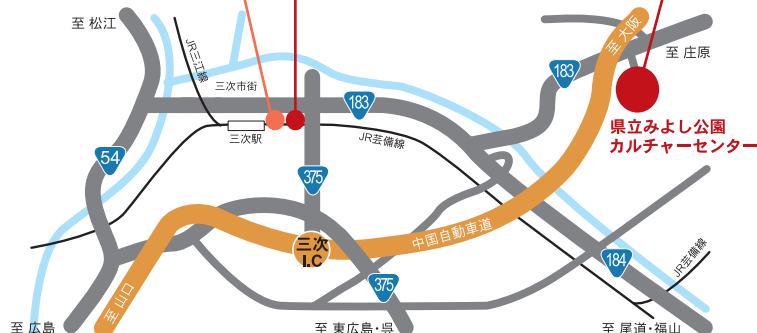 至 松江
JR三江線
三次市街
三次駅
183
183
至 大阪
至 庄原
県立みよし公園
カルチャーセンター
JR芸備線
54
375
中国自動車道
三次
I.C
375
184
JR芸備線
至 山口
至 広島
至 東広島・呉
至 尾道・福山